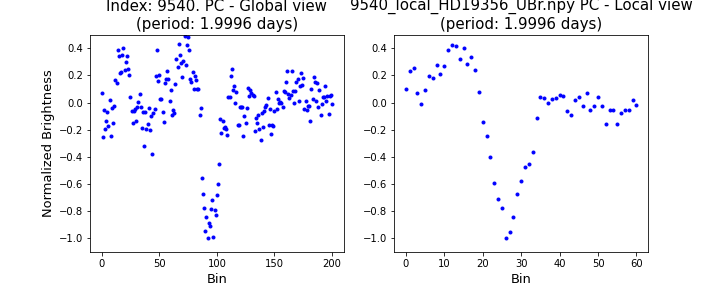 Index: 9540. PC - Global view
(period: 1.9996 days)
9540_local_HD19356_UBr.npy PC - Local view
(period: 1.9996 days)
Normalized Brightness
0.4
0.2
0.0
−0.2
−0.4
−0.6
−0.8
−1.0
0 50 100 150 200
Bin
0.4
0.2
0.0
−0.2
−0.4
−0.6
−0.8
−1.0
0 10 20 30 40 50 60
Bin